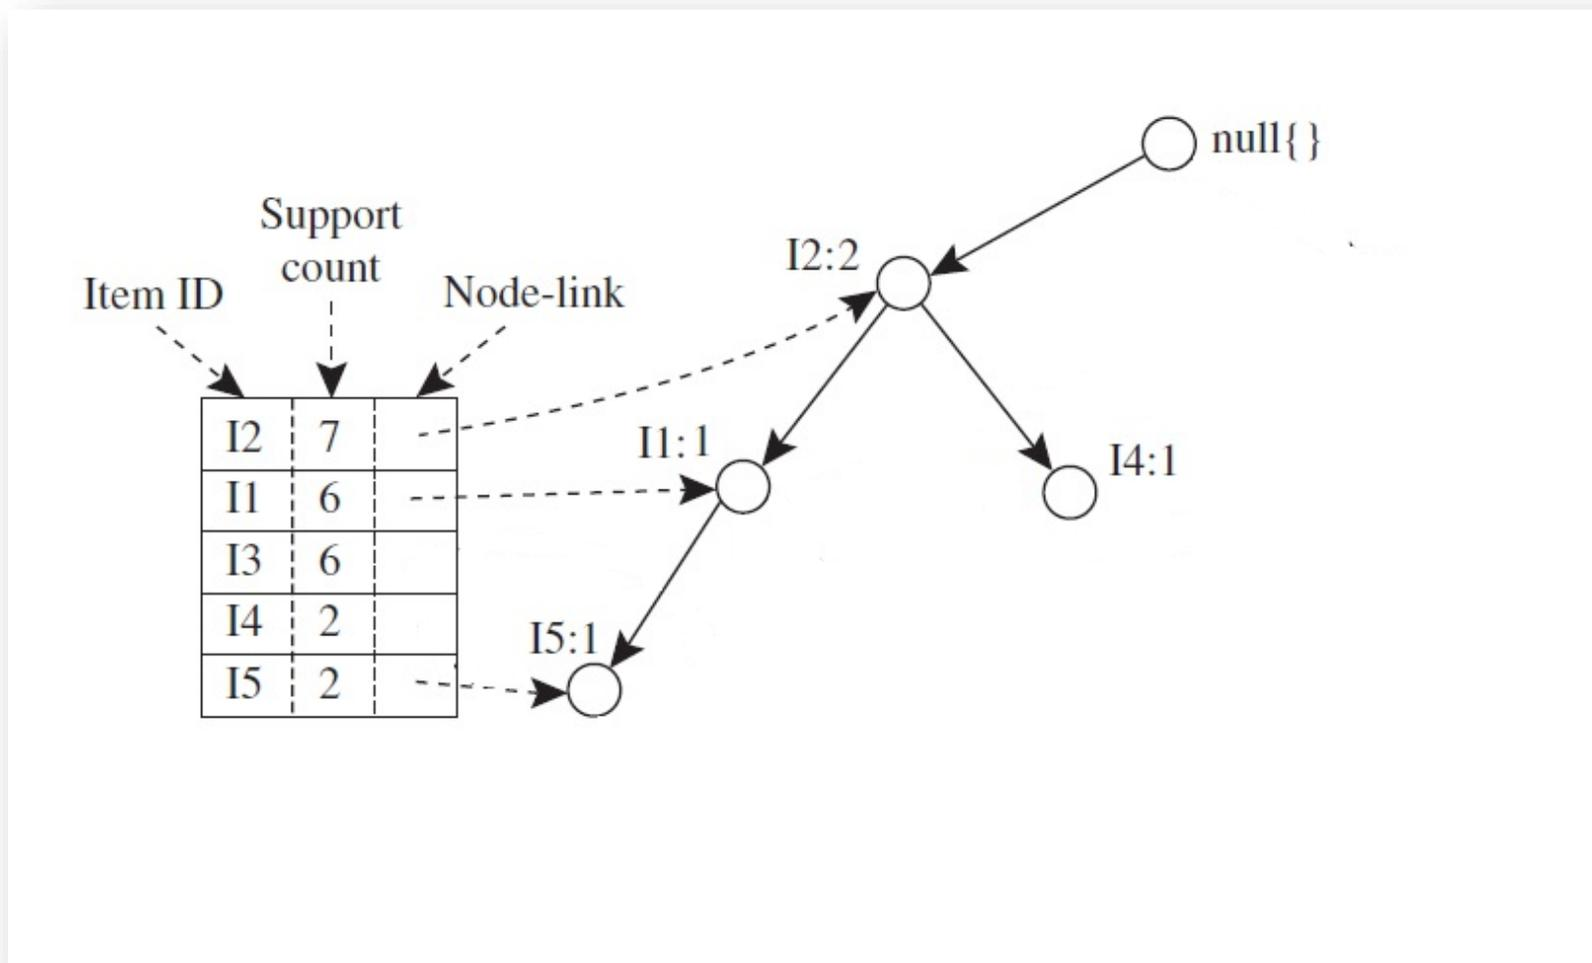 null{}
I2:2
Support
count
Item ID
Node-link
I2 7
I1 6
I3 6
I4 2
I5 2
I1:1
I4:1
I5:1